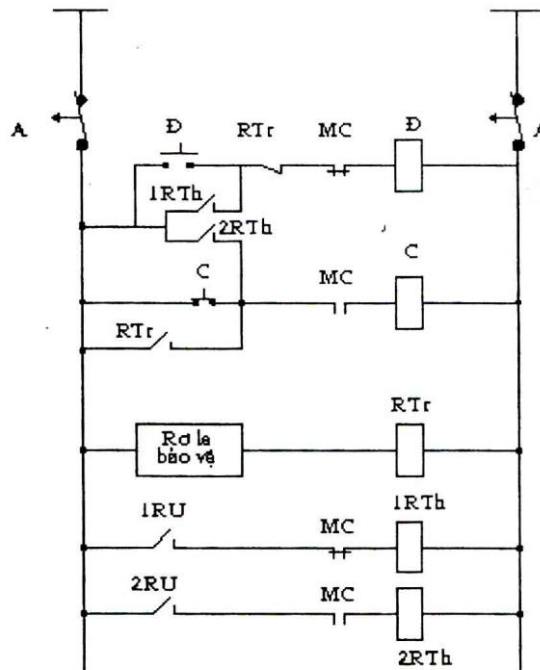 A
A
Đ
RTr
MC
Đ
1RTh
2RTh
C
MC
C
RTr
Rơ le
bảo vệ
RTr
1RU
MC
1RTh
2RU
MC
2RTh